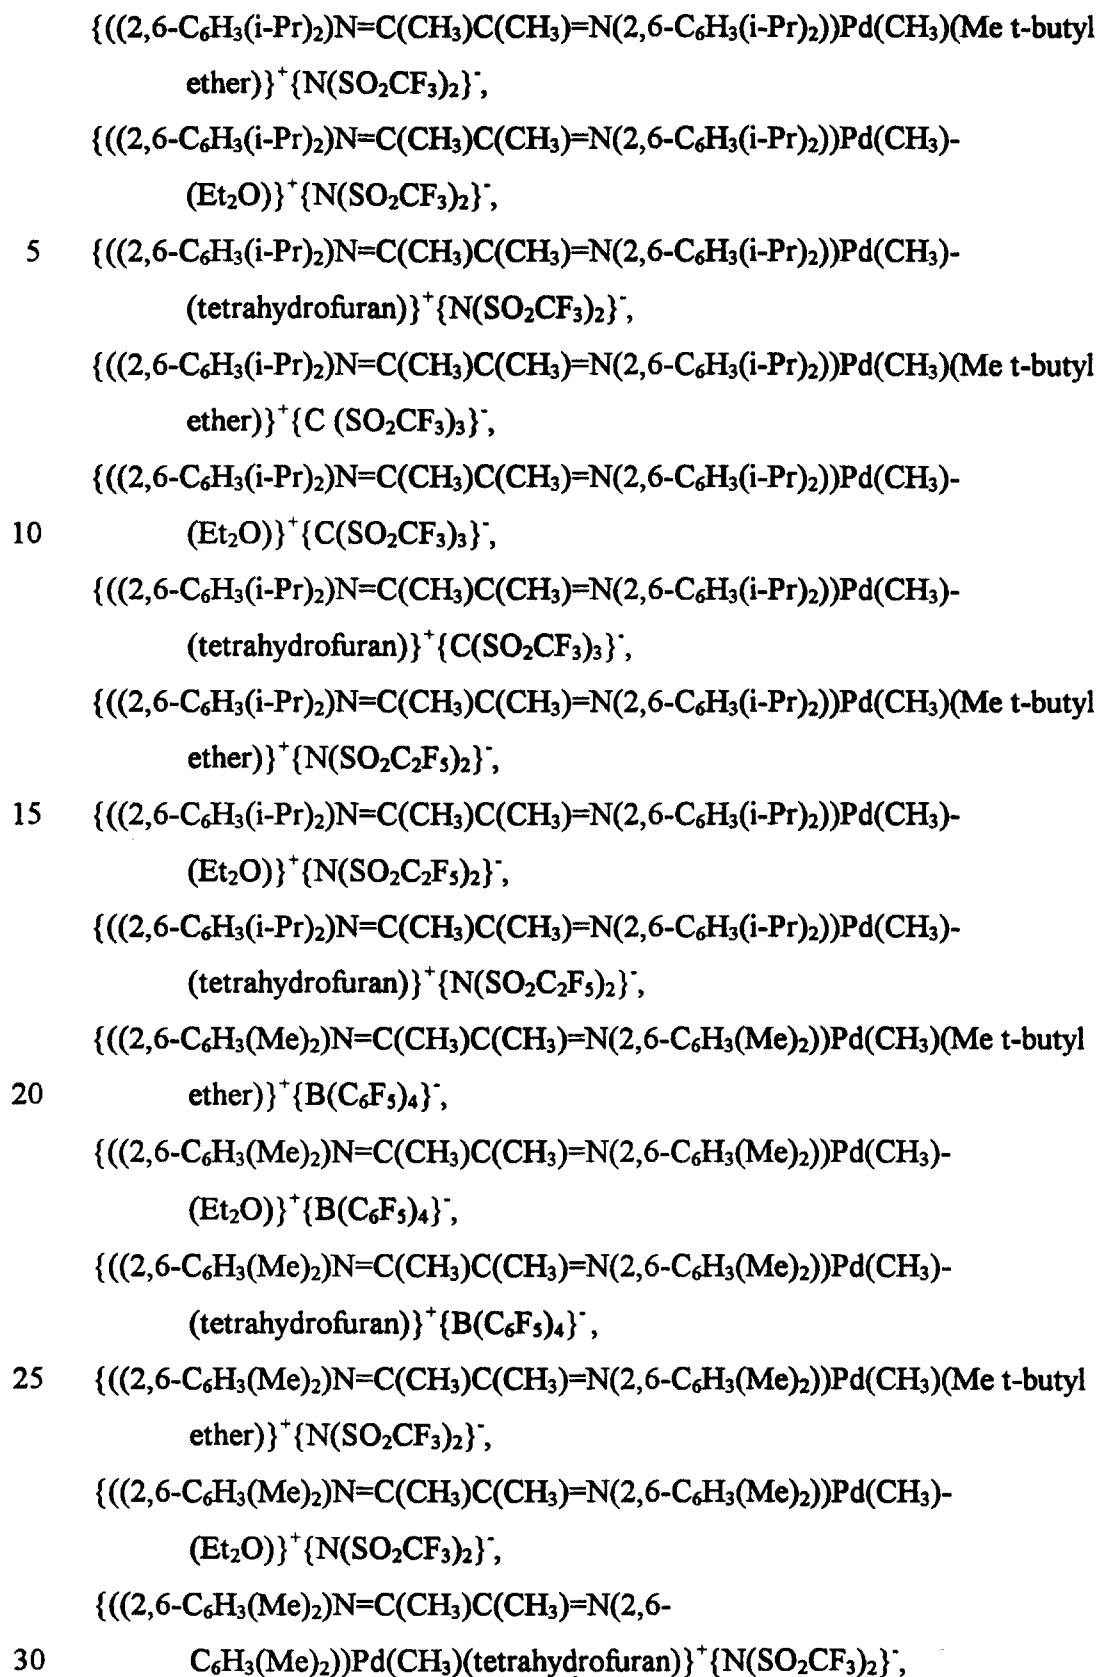 {((2,6-C₆H₃(i-Pr)₂)N=C(CH₃)C(CH₃)=N(2,6-C₆H₃(i-Pr)₂))Pd(CH₃)(Me t-butyl
ether)}⁺{N(SO₂CF₃)₂}⁻,
{((2,6-C₆H₃(i-Pr)₂)N=C(CH₃)C(CH₃)=N(2,6-C₆H₃(i-Pr)₂))Pd(CH₃)-
(Et₂O)}⁺{N(SO₂CF₃)₂}⁻,
5 {((2,6-C₆H₃(i-Pr)₂)N=C(CH₃)C(CH₃)=N(2,6-C₆H₃(i-Pr)₂))Pd(CH₃)-
(tetrahydrofuran)}⁺{N(SO₂CF₃)₂}⁻,
{((2,6-C₆H₃(i-Pr)₂)N=C(CH₃)C(CH₃)=N(2,6-C₆H₃(i-Pr)₂))Pd(CH₃)(Me t-butyl
ether)}⁺{C (SO₂CF₃)₃}⁻,
{((2,6-C₆H₃(i-Pr)₂)N=C(CH₃)C(CH₃)=N(2,6-C₆H₃(i-Pr)₂))Pd(CH₃)-
10 (Et₂O)}⁺{C(SO₂CF₃)₃}⁻,
{((2,6-C₆H₃(i-Pr)₂)N=C(CH₃)C(CH₃)=N(2,6-C₆H₃(i-Pr)₂))Pd(CH₃)-
(tetrahydrofuran)}⁺{C(SO₂CF₃)₃}⁻,
{((2,6-C₆H₃(i-Pr)₂)N=C(CH₃)C(CH₃)=N(2,6-C₆H₃(i-Pr)₂))Pd(CH₃)(Me t-butyl
ether)}⁺{N(SO₂C₂F₅)₂}⁻,
15 {((2,6-C₆H₃(i-Pr)₂)N=C(CH₃)C(CH₃)=N(2,6-C₆H₃(i-Pr)₂))Pd(CH₃)-
(Et₂O)}⁺{N(SO₂C₂F₅)₂}⁻,
{((2,6-C₆H₃(i-Pr)₂)N=C(CH₃)C(CH₃)=N(2,6-C₆H₃(i-Pr)₂))Pd(CH₃)-
(tetrahydrofuran)}⁺{N(SO₂C₂F₅)₂}⁻,
{((2,6-C₆H₃(Me)₂)N=C(CH₃)C(CH₃)=N(2,6-C₆H₃(Me)₂))Pd(CH₃)(Me t-butyl
20 ether)}⁺{B(C₆F₅)₄}⁻,
{((2,6-C₆H₃(Me)₂)N=C(CH₃)C(CH₃)=N(2,6-C₆H₃(Me)₂))Pd(CH₃)-
(Et₂O)}⁺{B(C₆F₅)₄}⁻,
{((2,6-C₆H₃(Me)₂)N=C(CH₃)C(CH₃)=N(2,6-C₆H₃(Me)₂))Pd(CH₃)-
(tetrahydrofuran)}⁺{B(C₆F₅)₄}⁻,
25 {((2,6-C₆H₃(Me)₂)N=C(CH₃)C(CH₃)=N(2,6-C₆H₃(Me)₂))Pd(CH₃)(Me t-butyl
ether)}⁺{N(SO₂CF₃)₂}⁻,
{((2,6-C₆H₃(Me)₂)N=C(CH₃)C(CH₃)=N(2,6-C₆H₃(Me)₂))Pd(CH₃)-
(Et₂O)}⁺{N(SO₂CF₃)₂}⁻,
{((2,6-C₆H₃(Me)₂)N=C(CH₃)C(CH₃)=N(2,6-
30 C₆H₃(Me)₂))Pd(CH₃)(tetrahydrofuran)}⁺{N(SO₂CF₃)₂}⁻,